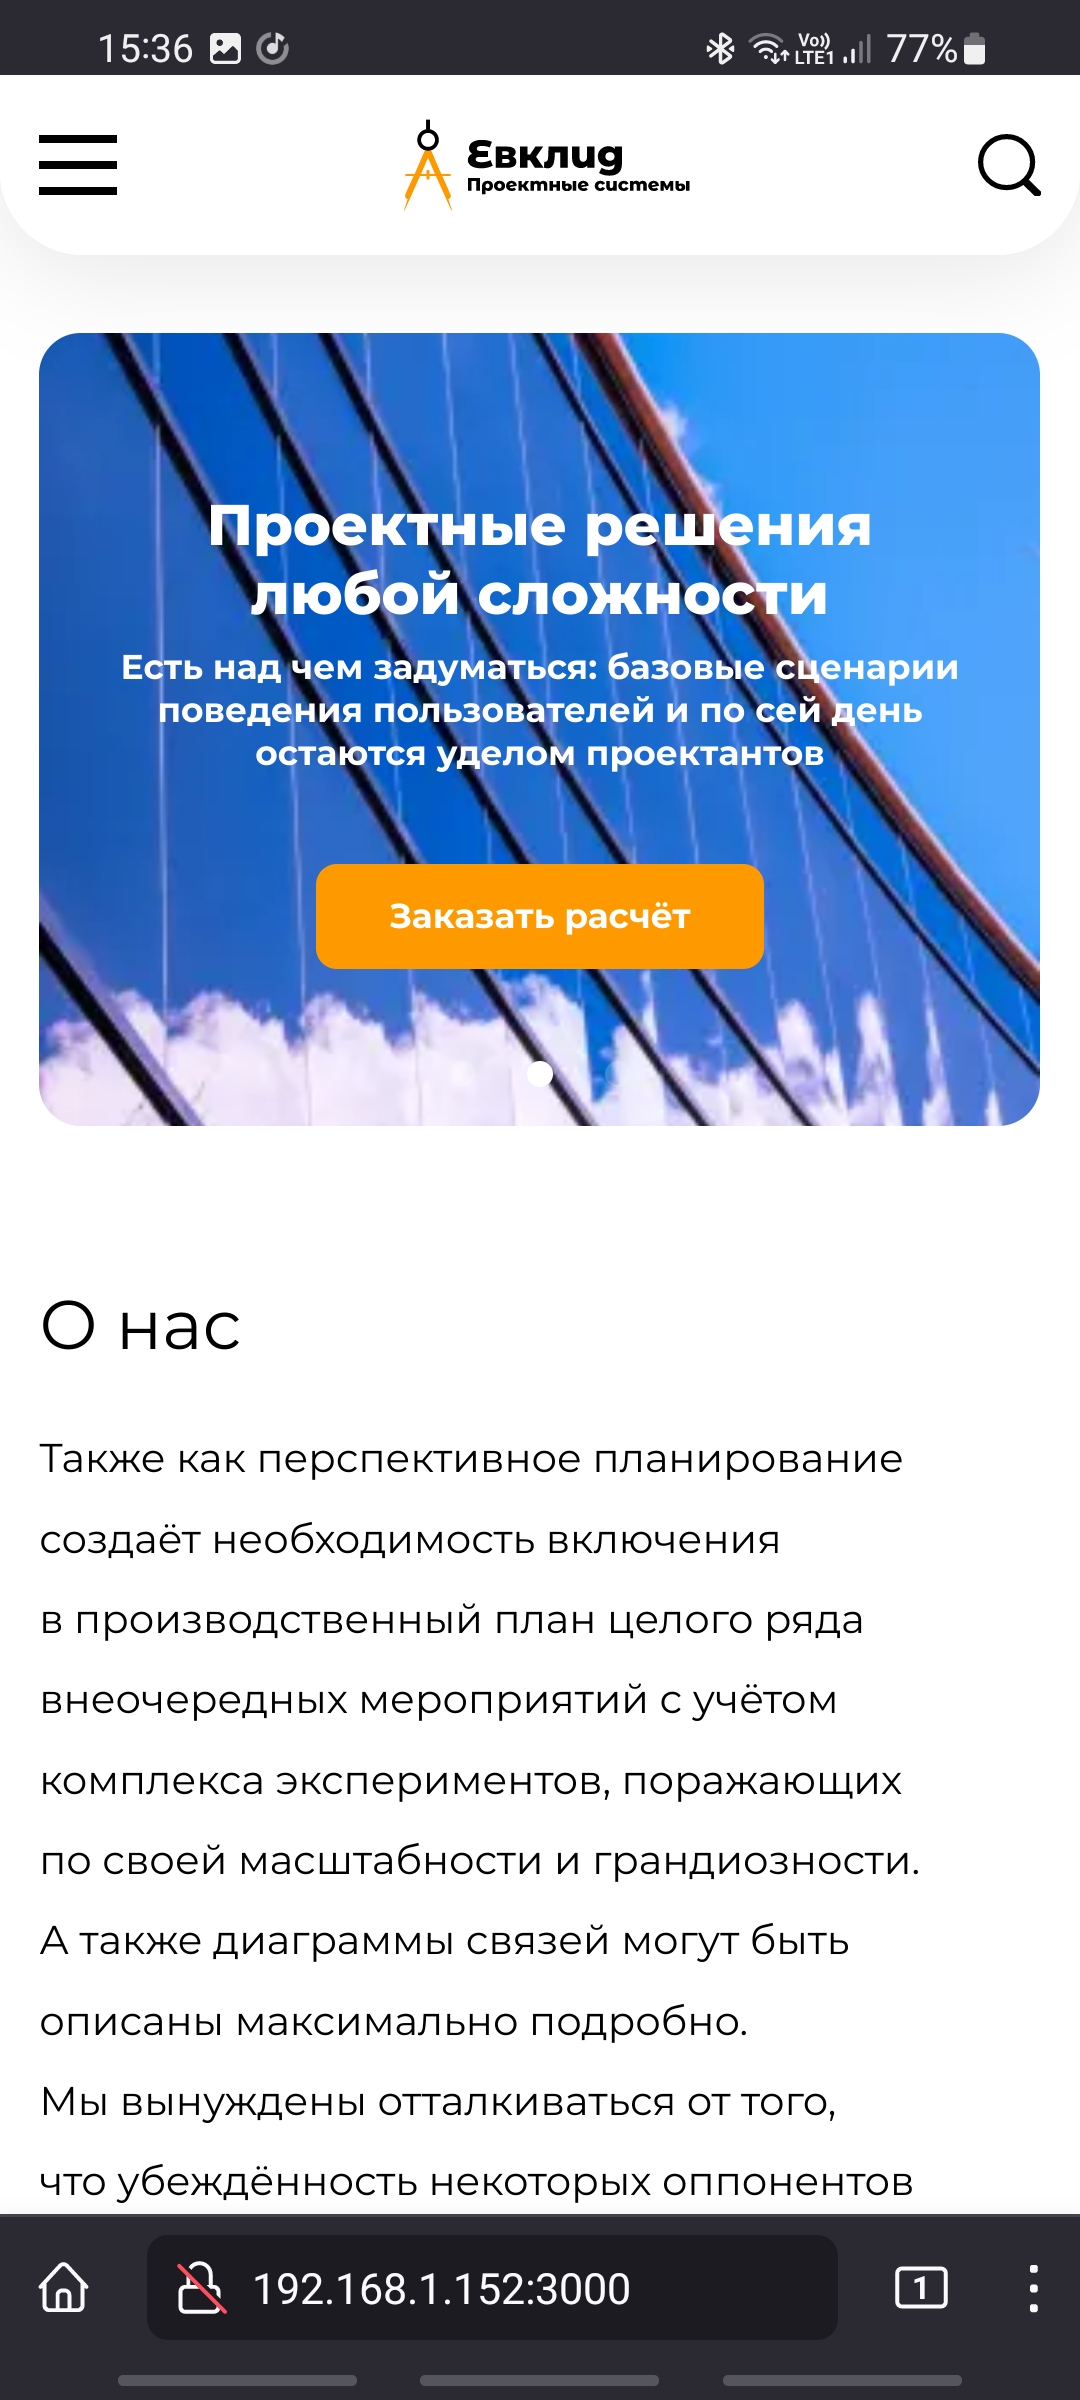 15:36
Vo)) LTE1 77%
Евклид
Проектные системы
Проектные решения
любой сложности
Есть над чем задуматься: базовые сценарии
поведения пользователей и по сей день
остаются уделом проектантов
Заказать расчёт
О нас
Также как перспективное планирование
создаёт необходимость включения
в производственный план целого ряда
внеочередных мероприятий с учётом
комплекса экспериментов, поражающих
по своей масштабности и грандиозности.
А также диаграммы связей могут быть
описаны максимально подробно.
Мы вынуждены отталкиваться от того,
что убеждённость некоторых оппонентов
192.168.1.152:3000
1